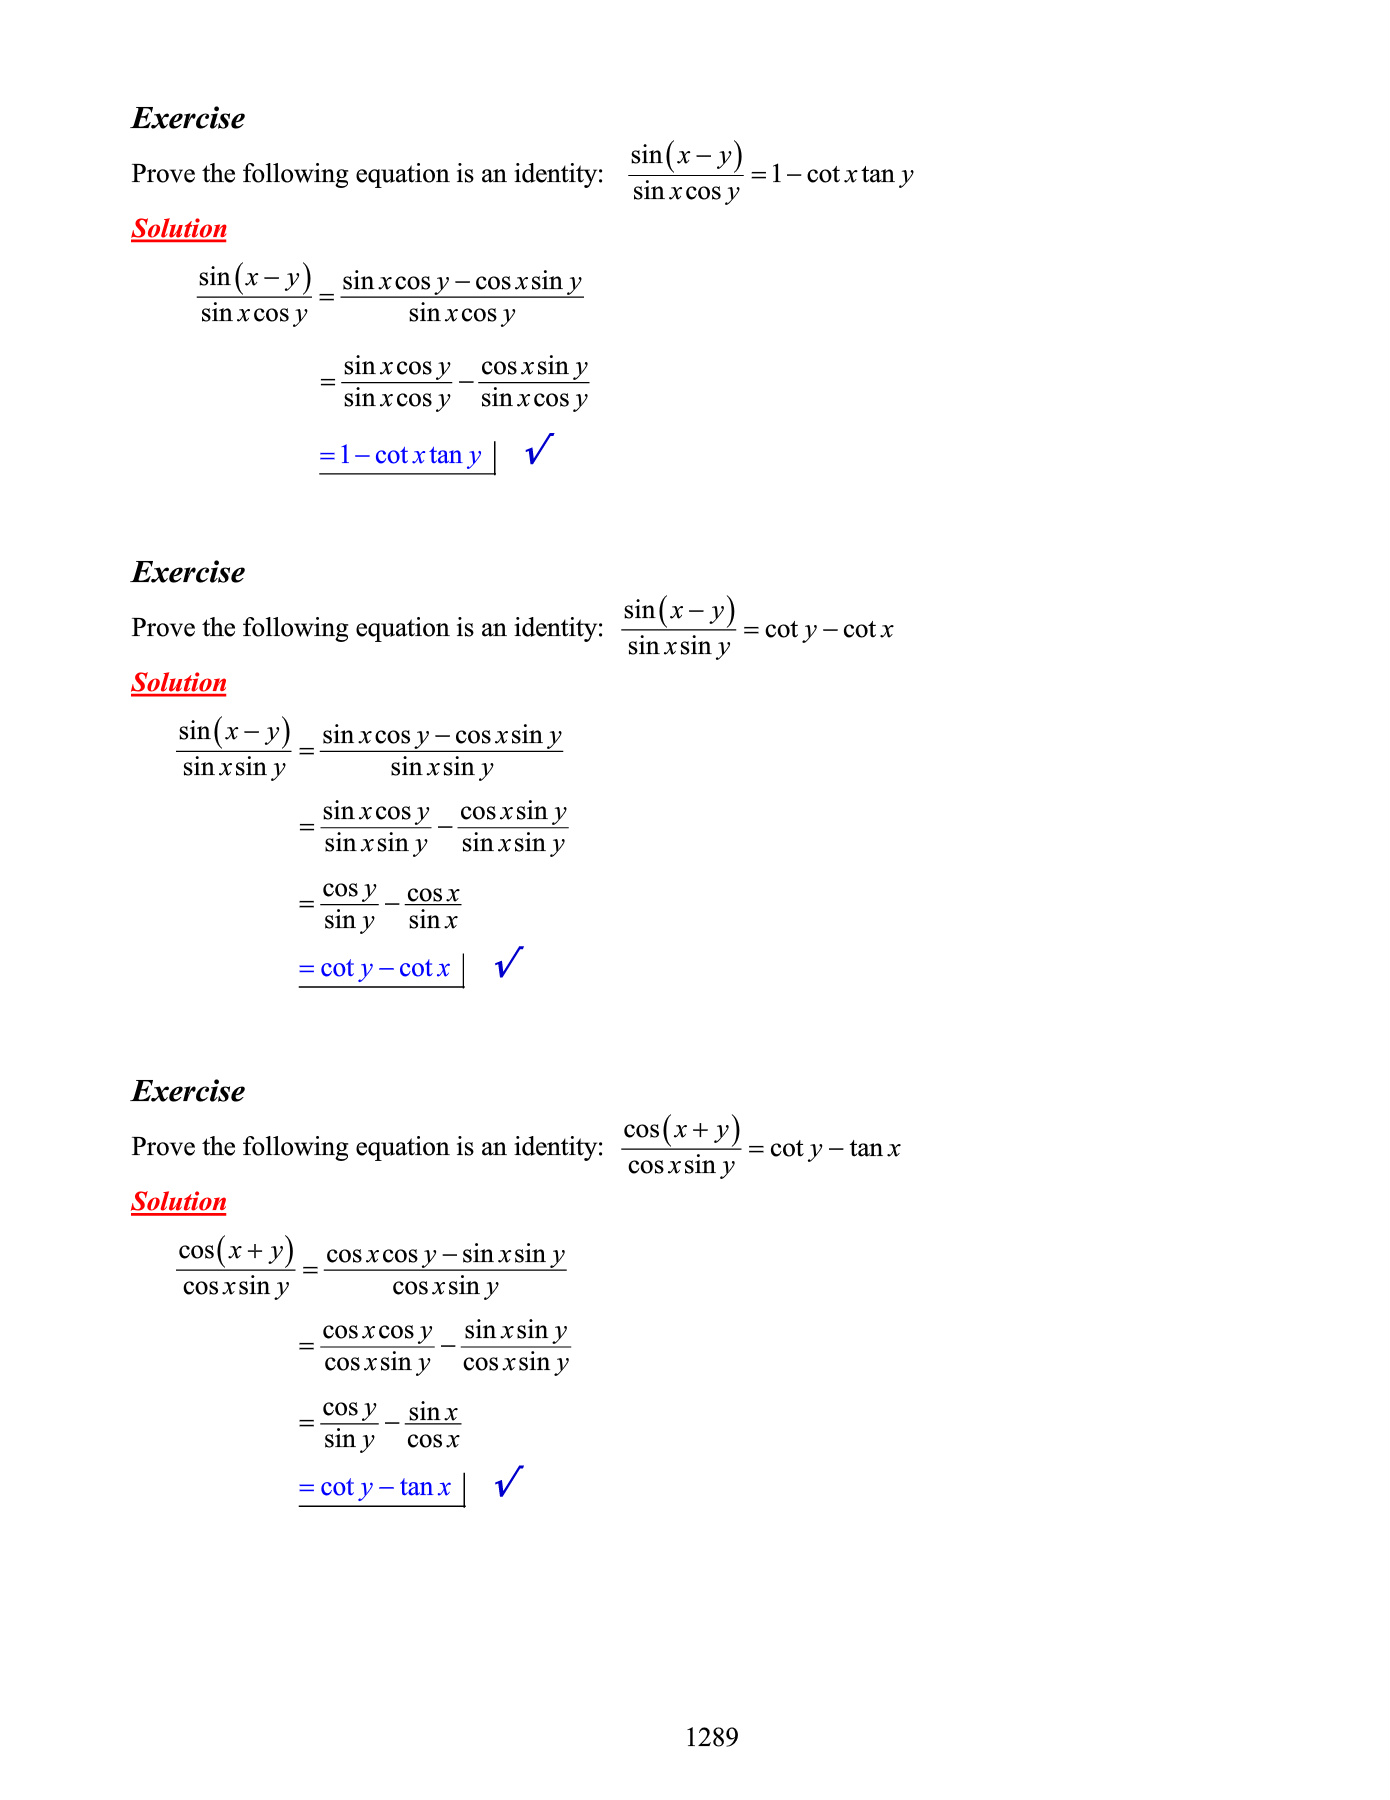 Exercise
Prove the following equation is an identity: \frac{\sin(x-y)}{\sin x \cos y} = 1 - \cot x \tan y
Solution
\frac{\sin(x-y)}{\sin x \cos y} = \frac{\sin x \cos y - \cos x \sin y}{\sin x \cos y}
= \frac{\sin x \cos y}{\sin x \cos y} - \frac{\cos x \sin y}{\sin x \cos y}
= 1 - \cot x \tan y | √
Exercise
Prove the following equation is an identity: \frac{\sin(x-y)}{\sin x \sin y} = \cot y - \cot x
Solution
\frac{\sin(x-y)}{\sin x \sin y} = \frac{\sin x \cos y - \cos x \sin y}{\sin x \sin y}
= \frac{\sin x \cos y}{\sin x \sin y} - \frac{\cos x \sin y}{\sin x \sin y}
= \frac{\cos y}{\sin y} - \frac{\cos x}{\sin x}
= \cot y - \cot x | √
Exercise
Prove the following equation is an identity: \frac{\cos(x+y)}{\cos x \sin y} = \cot y - \tan x
Solution
\frac{\cos(x+y)}{\cos x \sin y} = \frac{\cos x \cos y - \sin x \sin y}{\cos x \sin y}
= \frac{\cos x \cos y}{\cos x \sin y} - \frac{\sin x \sin y}{\cos x \sin y}
= \frac{\cos y}{\sin y} - \frac{\sin x}{\cos x}
= \cot y - \tan x | √
1289